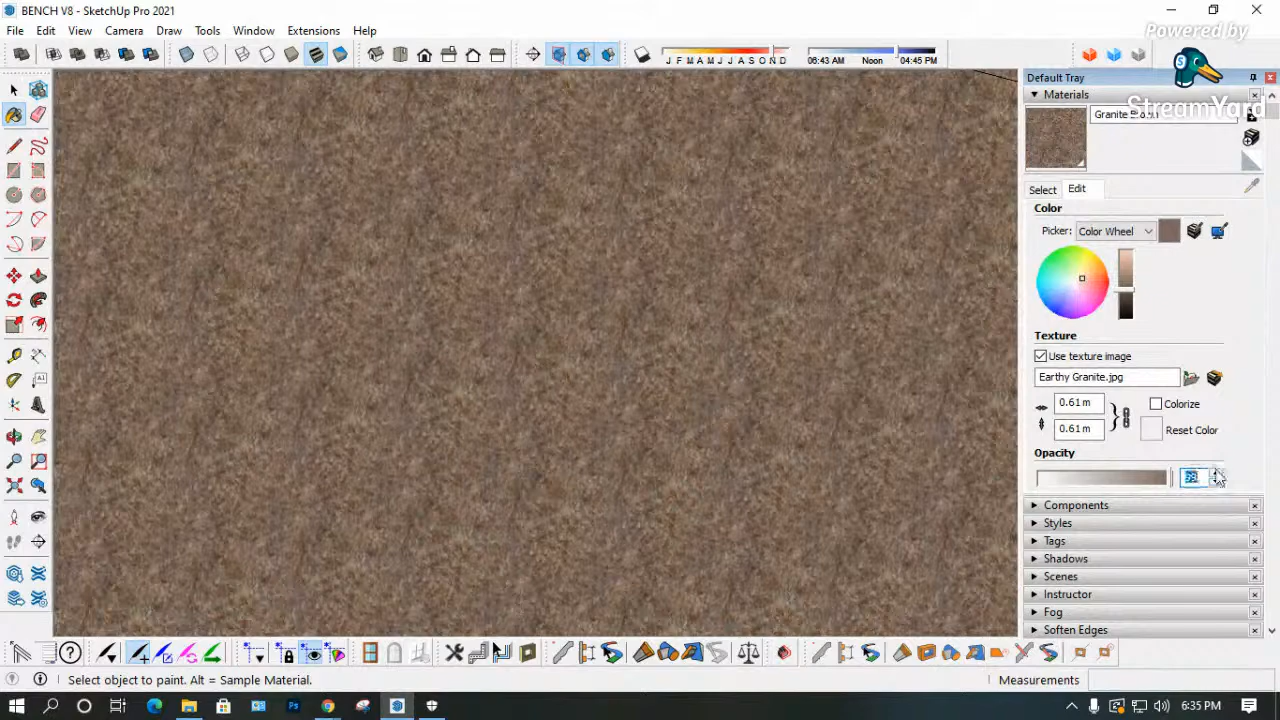 BENCH V8 - SketchUp Pro 2021
File Edit View Camera Draw Tools Window Extensions Help
Powered by
StreamYard
J F M A M J J A S O N D
06:43 AM Noon 04:45 PM
Default Tray
Materials
Select Edit
Color
Picker: Color Wheel
Texture
Use texture image
Earthy Granite.jpg
0.61m Colorize
0.61m Reset Color
Opacity
Components
Styles
Tags
Shadows
Scenes
Instructor
Fog
Soften Edges
Select object to paint. Alt = Sample Material.
Measurements
6:35 PM